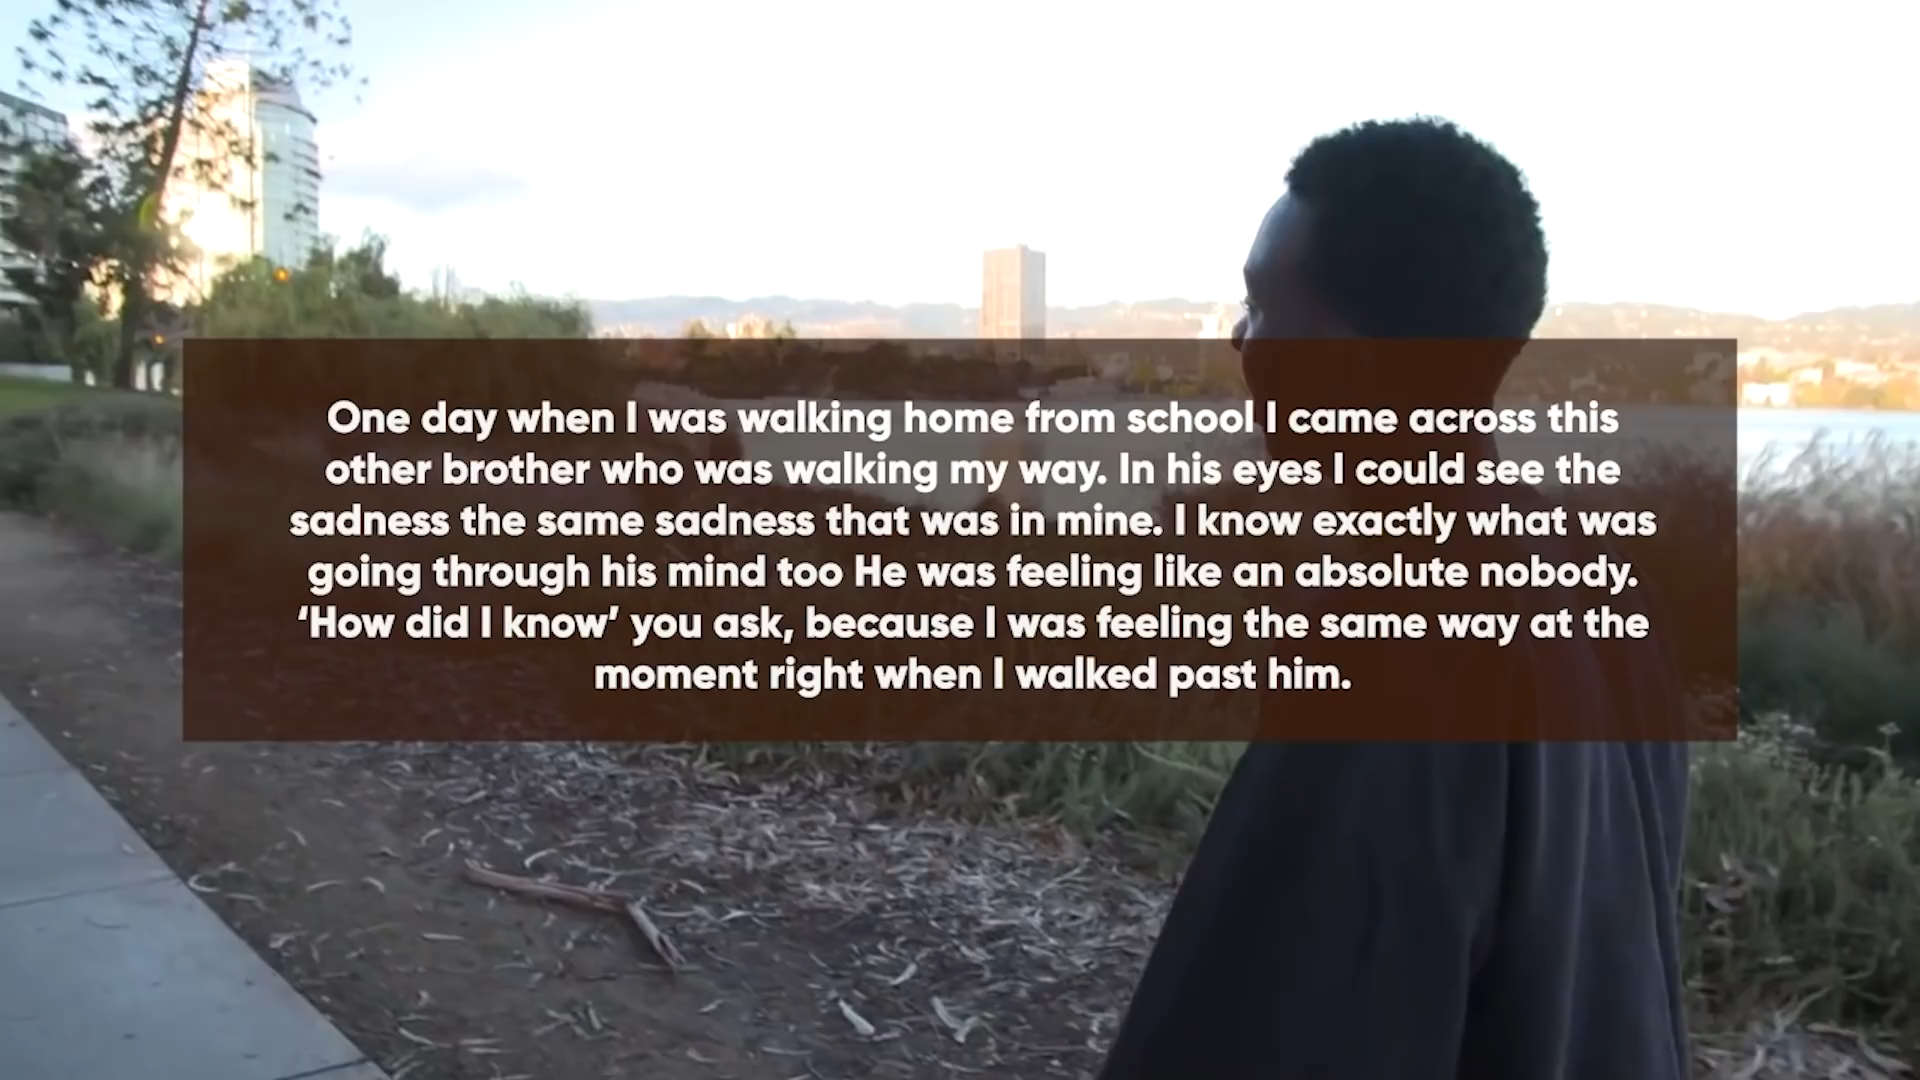 One day when I was walking home from school I came across this
other brother who was walking my way. In his eyes I could see the
sadness the same sadness that was in mine. I know exactly what was
going through his mind too He was feeling like an absolute nobody.
‘How did I know’ you ask, because I was feeling the same way at the
moment right when I walked past him.